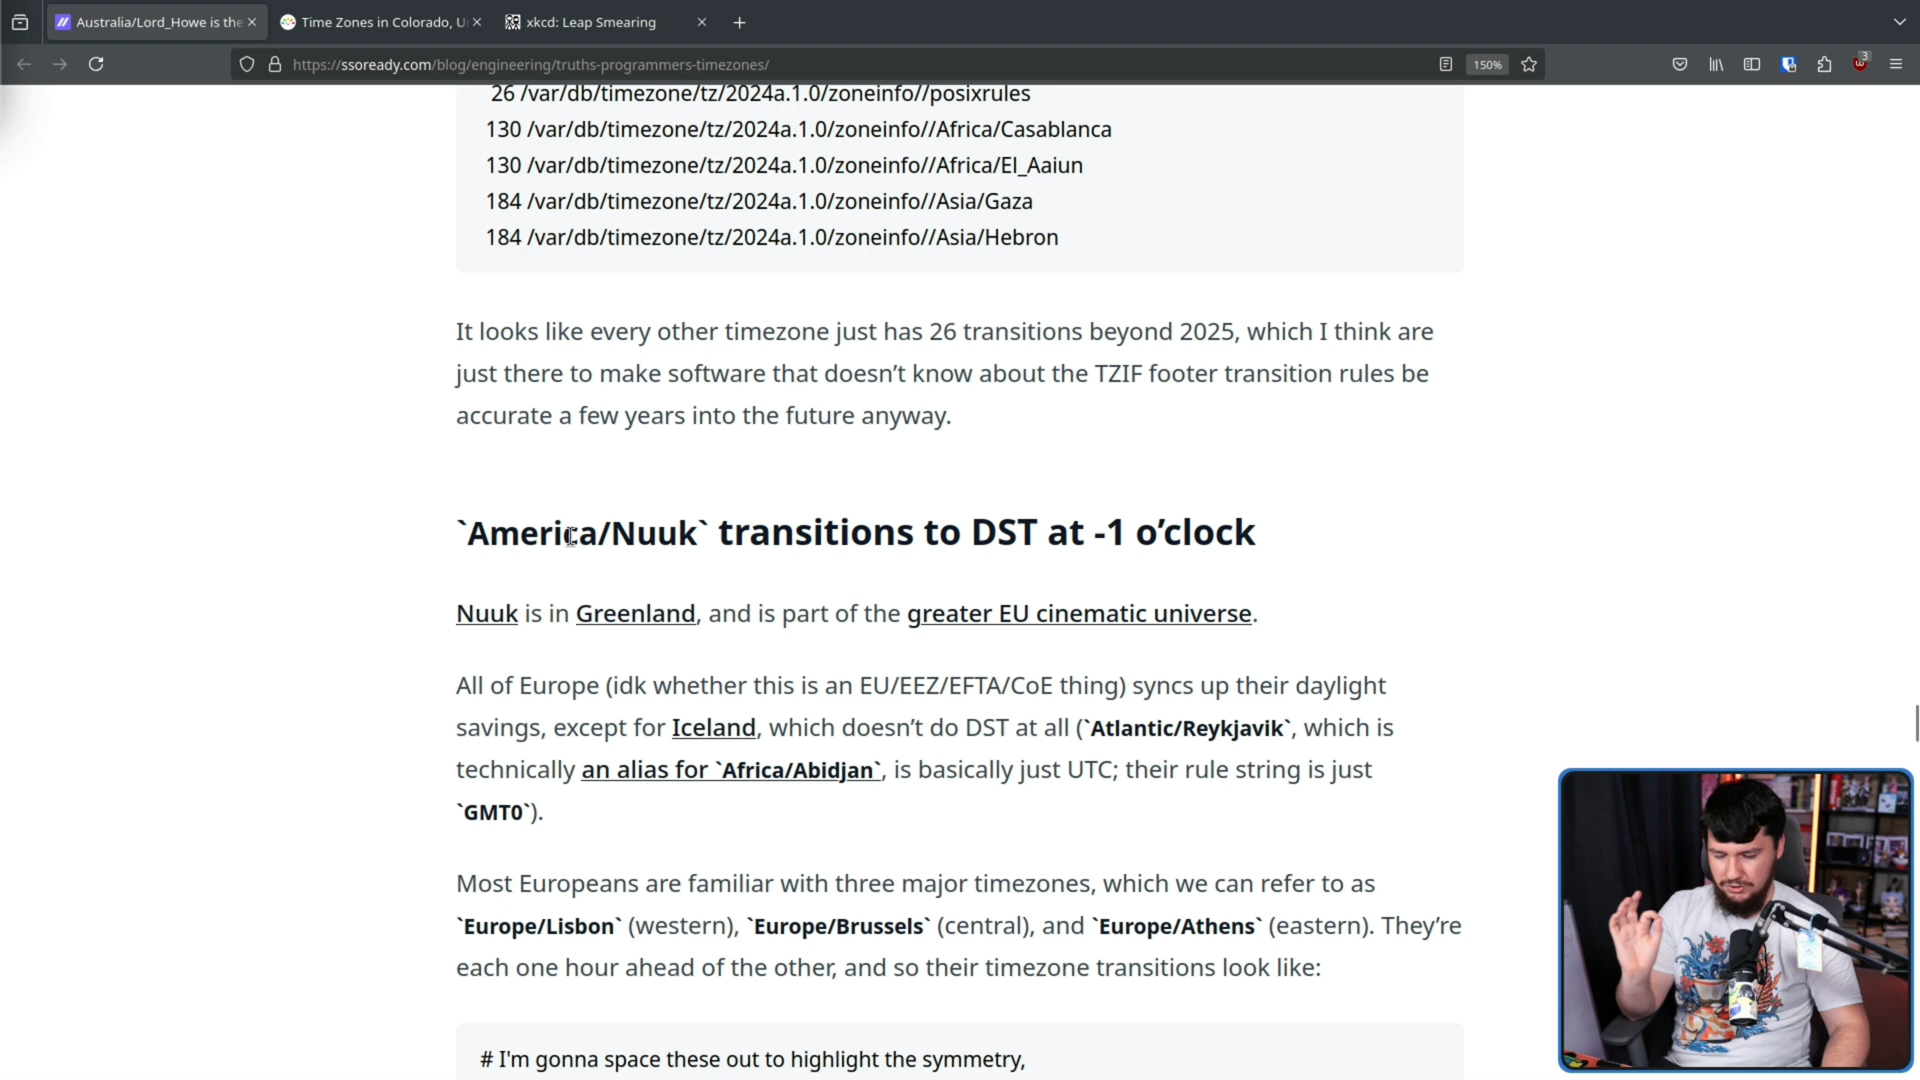 Australia/Lord_Howe is the
Time Zones in Colorado, U
xkcd: Leap Smearing
https://ssoready.com/blog/engineering/truths-programmers-timezones/
150%
3
26 /var/db/timezone/tz/2024a.1.0/zoneinfo//posixrules
130 /var/db/timezone/tz/2024a.1.0/zoneinfo//Africa/Casablanca
130 /var/db/timezone/tz/2024a.1.0/zoneinfo//Africa/El_Aaiun
184 /var/db/timezone/tz/2024a.1.0/zoneinfo//Asia/Gaza
184 /var/db/timezone/tz/2024a.1.0/zoneinfo//Asia/Hebron
It looks like every other timezone just has 26 transitions beyond 2025, which I think are
just there to make software that doesn’t know about the TZIF footer transition rules be
accurate a few years into the future anyway.
`America/Nuuk` transitions to DST at -1 o’clock
Nuuk is in Greenland, and is part of the greater EU cinematic universe.
All of Europe (idk whether this is an EU/EEZ/EFTA/CoE thing) syncs up their daylight
savings, except for Iceland, which doesn’t do DST at all (`Atlantic/Reykjavik`, which is
technically an alias for `Africa/Abidjan`, is basically just UTC; their rule string is just
`GMT0`).
Most Europeans are familiar with three major timezones, which we can refer to as
`Europe/Lisbon` (western), `Europe/Brussels` (central), and `Europe/Athens` (eastern). They’re
each one hour ahead of the other, and so their timezone transitions look like:
# I'm gonna space these out to highlight the symmetry,